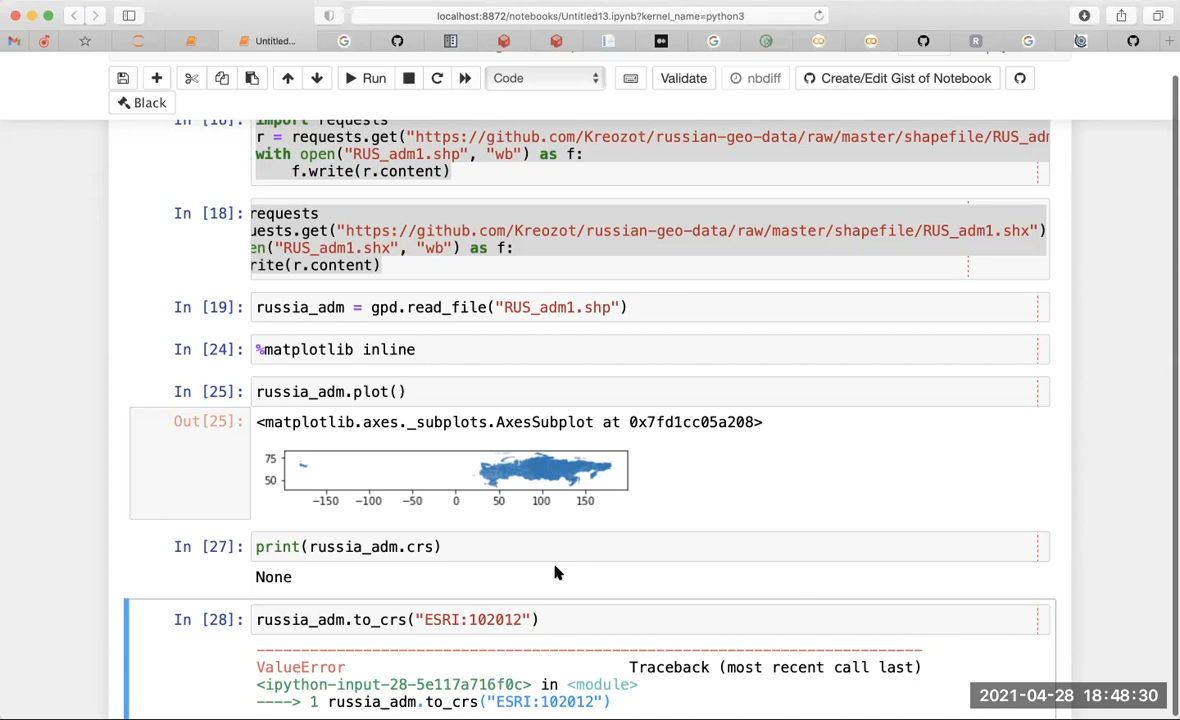 localhost:8872/notebooks/Untitled13.ipynb?kernel_name=python3
Untitled...
Run
Code
Validate
nbdiff
Create/Edit Gist of Notebook
Black
In [16]:
import requests
r = requests.get("https://github.com/Kreozot/russian-geo-data/raw/master/shapefile/RUS_adm
with open("RUS_adm1.shp", "wb") as f:
f.write(r.content)
In [18]:
requests
uests.get("https://github.com/Kreozot/russian-geo-data/raw/master/shapefile/RUS_adm1.shx")
en("RUS_adm1.shx", "wb") as f:
rite(r.content)
In [19]: russia_adm = gpd.read_file("RUS_adm1.shp")
In [24]: %matplotlib inline
In [25]: russia_adm.plot()
Out[25]: <matplotlib.axes._subplots.AxesSubplot at 0x7fd1cc05a208>
75
50
−150 −100 −50 0 50 100 150
In [27]: print(russia_adm.crs)
None
In [28]: russia_adm.to_crs("ESRI:102012")
---------------------------------------------------------------------------
ValueError Traceback (most recent call last)
<ipython-input-28-5e117a716f0c> in <module>
----> 1 russia_adm.to_crs("ESRI:102012")
2021-04-28 18:48:30